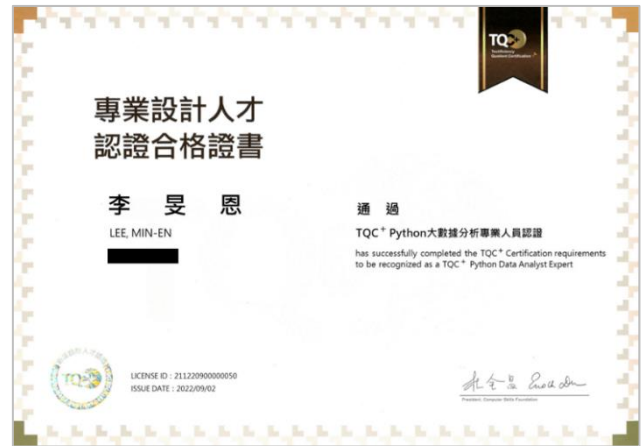 TQC+
專業設計人才
認證合格證書
李 旻 恩
LEE, MIN-EN
通 過
TQC+ Python大數據分析專業人員認證
has successfully completed the TQC+ Certification requirements
to be recognized as a TQC+ Python Data Analyst Expert
LICENSE ID : 211220900000050
ISSUE DATE : 2022/09/02
President, Computer Skills Foundation